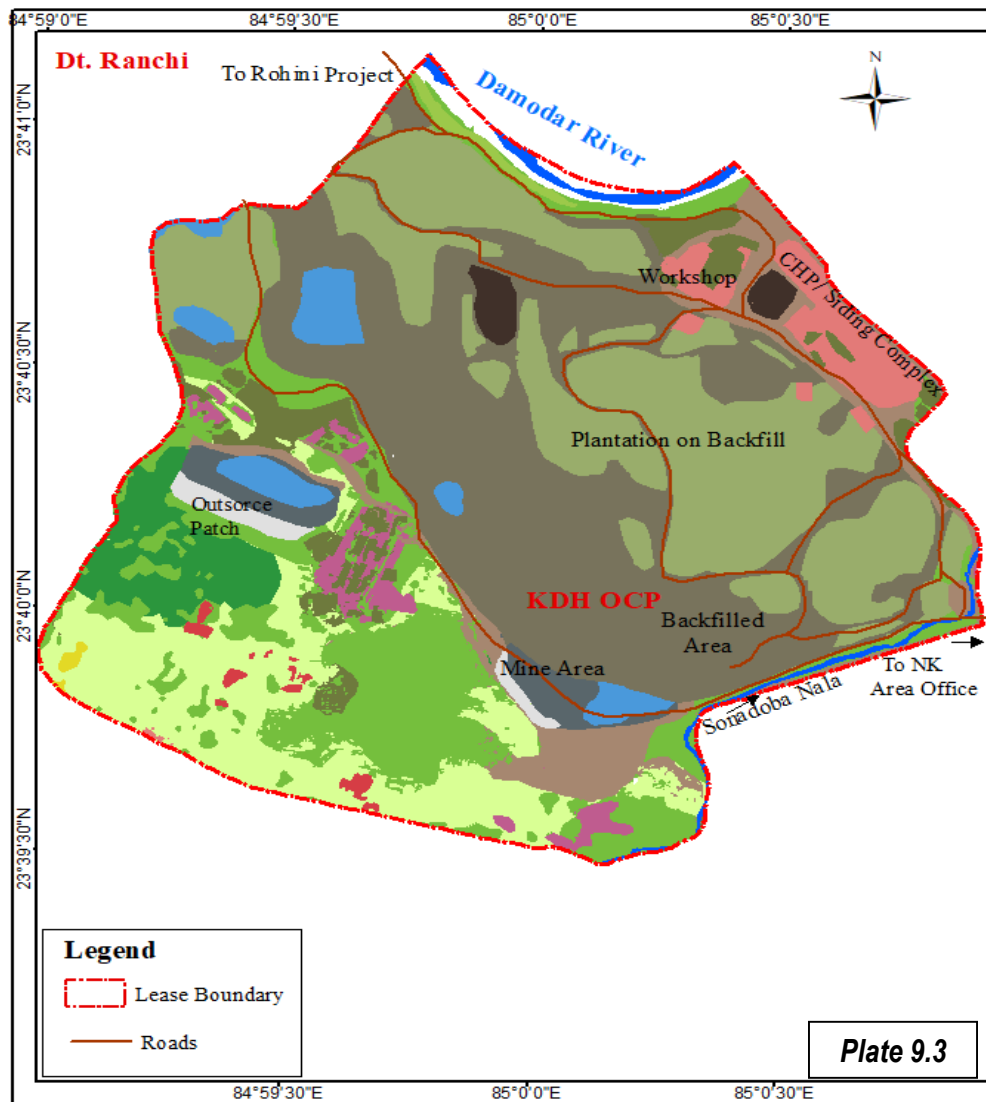 84°59'0"E 84°59'30"E 85°0'0"E 85°0'30"E
Dt. Ranchi
To Rohini Project
N
Damodar River
23°41'0"N
Workshop
CHP/ Siding Complex
23°40'30"N
Plantation on Backfill
Outsorce
Patch
23°40'0"N
KDH OCP
Backfilled
Area
Mine Area
To NK
Area Office
Sonadoba Nala
23°39'30"N
Legend
Lease Boundary
Roads
Plate 9.3
84°59'30"E 85°0'0"E 85°0'30"E